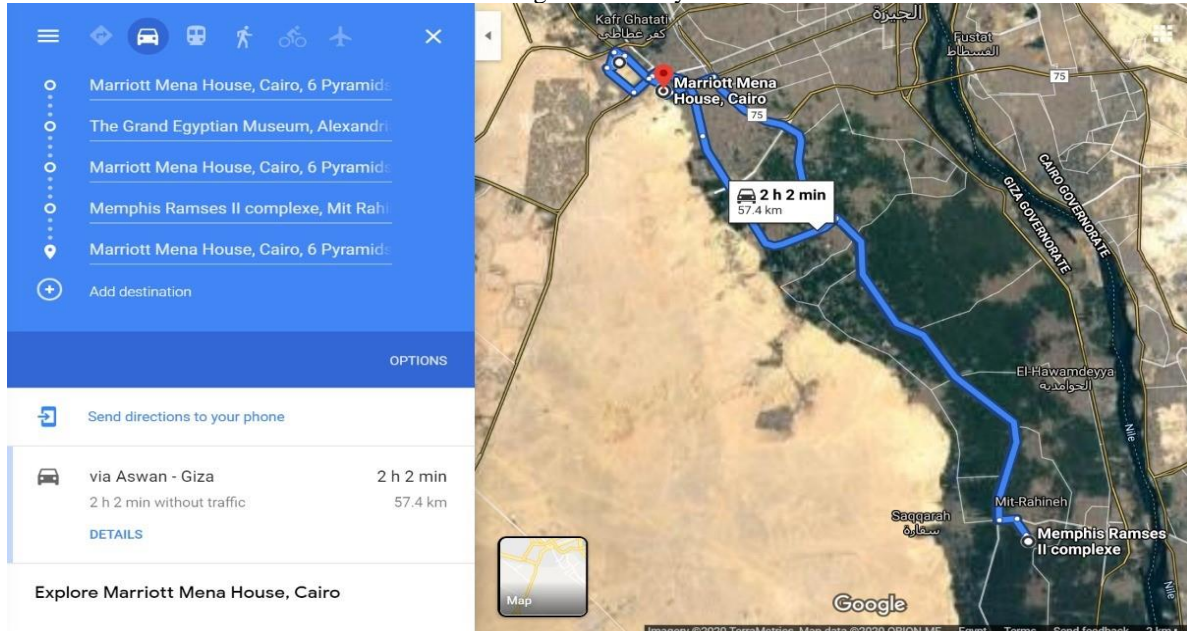 Marriott Mena House, Cairo, 6 Pyramids
The Grand Egyptian Museum, Alexandri
Marriott Mena House, Cairo, 6 Pyramids
Memphis Ramses II complexe, Mit Rahi
Marriott Mena House, Cairo, 6 Pyramids
Add destination
OPTIONS
Send directions to your phone
via Aswan - Giza
2 h 2 min
2 h 2 min without traffic
57.4 km
DETAILS
Explore Marriott Mena House, Cairo
Kafr Ghatati
كفر غطاطي
الجيزة
Fustat
الفسطاط
75
Marriott Mena
House, Cairo
75
2 h 2 min
57.4 km
CAIRO GOVERNORATE
GIZA GOVERNORATE
El-Hawamdeyya
الحوامدية
Nile
Saqqarah
سقارة
Mit-Rahineh
Memphis Ramses
II complexe
Nile
Map
Google